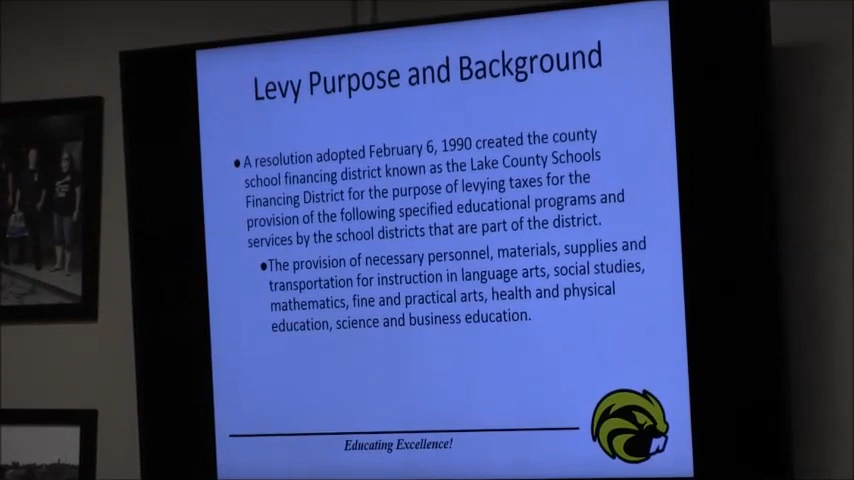 Levy Purpose and Background
•A resolution adopted February 6, 1990 created the county
school financing district known as the Lake County Schools
Financing District for the purpose of levying taxes for the
provision of the following specified educational programs and
services by the school districts that are part of the district.
•The provision of necessary personnel, materials, supplies and
transportation for instruction in language arts, social studies,
mathematics, fine and practical arts, health and physical
education, science and business education.
Educating Excellence!